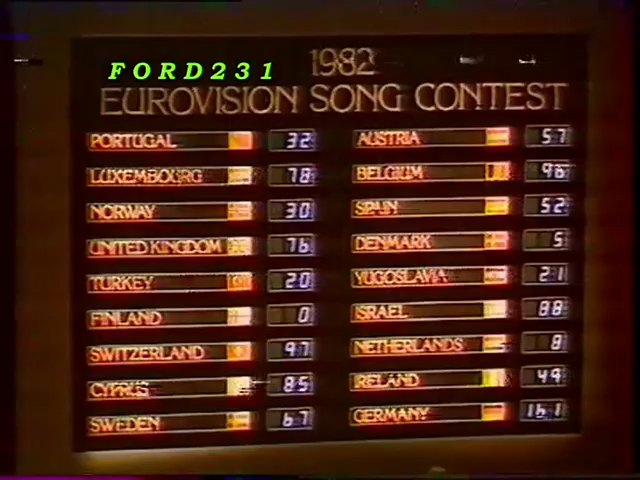 FORD231
1982
EUROVISION SONG CONTEST
PORTUGAL 32 AUSTRIA 57
LUXEMBOURG 78 BELGIUM 96
NORWAY 30 SPAIN 52
UNITED KINGDOM 76 DENMARK 5
TURKEY 20 YUGOSLAVIA 21
FINLAND 0 ISRAEL 88
SWITZERLAND 97 NETHERLANDS 8
CYPRUS 85 IRELAND 49
SWEDEN 67 GERMANY 161